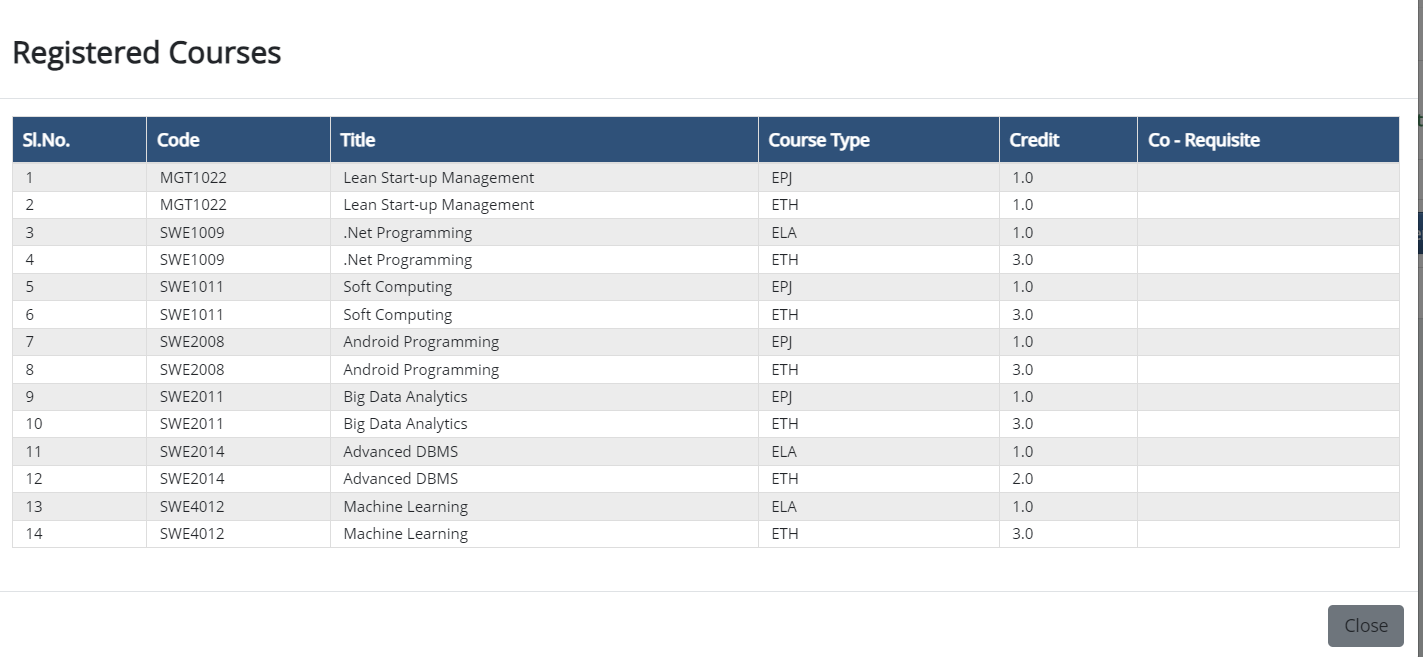 Registered Courses
Sl.No. Code Title Course Type Credit Co - Requisite
1 MGT1022 Lean Start-up Management EPJ 1.0
2 MGT1022 Lean Start-up Management ETH 1.0
3 SWE1009 .Net Programming ELA 1.0
4 SWE1009 .Net Programming ETH 3.0
5 SWE1011 Soft Computing EPJ 1.0
6 SWE1011 Soft Computing ETH 3.0
7 SWE2008 Android Programming EPJ 1.0
8 SWE2008 Android Programming ETH 3.0
9 SWE2011 Big Data Analytics EPJ 1.0
10 SWE2011 Big Data Analytics ETH 3.0
11 SWE2014 Advanced DBMS ELA 1.0
12 SWE2014 Advanced DBMS ETH 2.0
13 SWE4012 Machine Learning ELA 1.0
14 SWE4012 Machine Learning ETH 3.0
Close